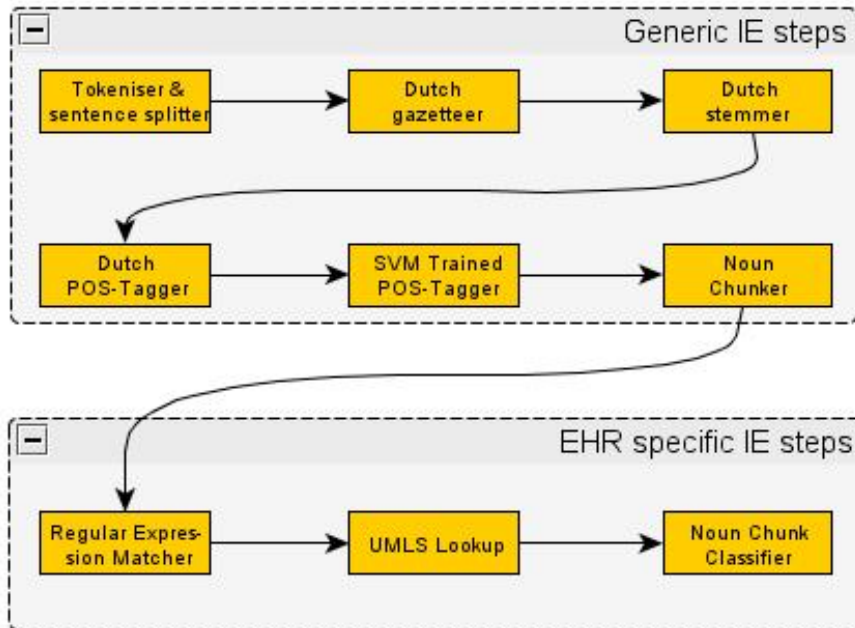 Generic IE steps
Tokeniser &
sentence splitter
Dutch
gazetteer
Dutch
stemmer
Dutch
POS-Tagger
SVM Trained
POS-Tagger
Noun
Chunker
EHR specific IE steps
Regular Expres-
sion Matcher
UMLS Lookup
Noun Chunk
Classifier